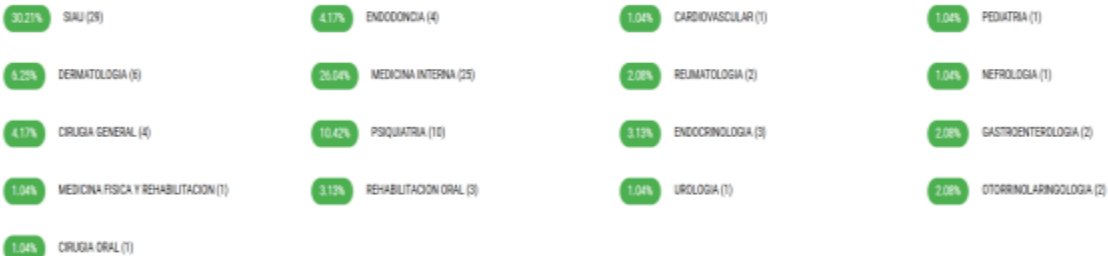 30.21% SIAU (29) 4.17% ENDODONCIA (4) 1.04% CARDIOVASCULAR (1) 1.04% PEDIATRIA (1)
6.25% DERMATOLOGIA (6) 26.04% MEDICINA INTERNA (25) 2.08% REUMATOLOGIA (2) 1.04% NEFROLOGIA (1)
4.17% CIRUGIA GENERAL (4) 10.42% PSIQUIATRIA (10) 3.13% ENDOCRINOLOGIA (3) 2.08% GASTROENTEROLOGIA (2)
1.04% MEDICINA FISICA Y REHABILITACION (1) 3.13% REHABILITACION ORAL (3) 1.04% UROLOGIA (1) 2.08% OTORRINOLARINGOLOGIA (2)
1.04% CIRUGIA ORAL (1)